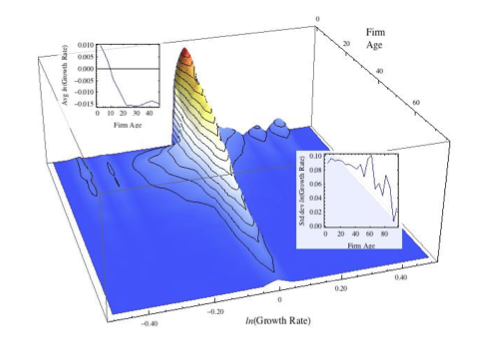 0
Firm
Age
20
40
60
0.010
0.005
0.000
−0.005
−0.010
−0.015
Avg ln(Growth Rate)
0 10 20 30 40
Firm Age
0.10
0.08
0.06
0.04
0.02
0.00
Std dev ln(Growth Rate)
0 20 40 60 80
Firm Age
−0.40
−0.20
0
0.20
0.40
ln(Growth Rate)